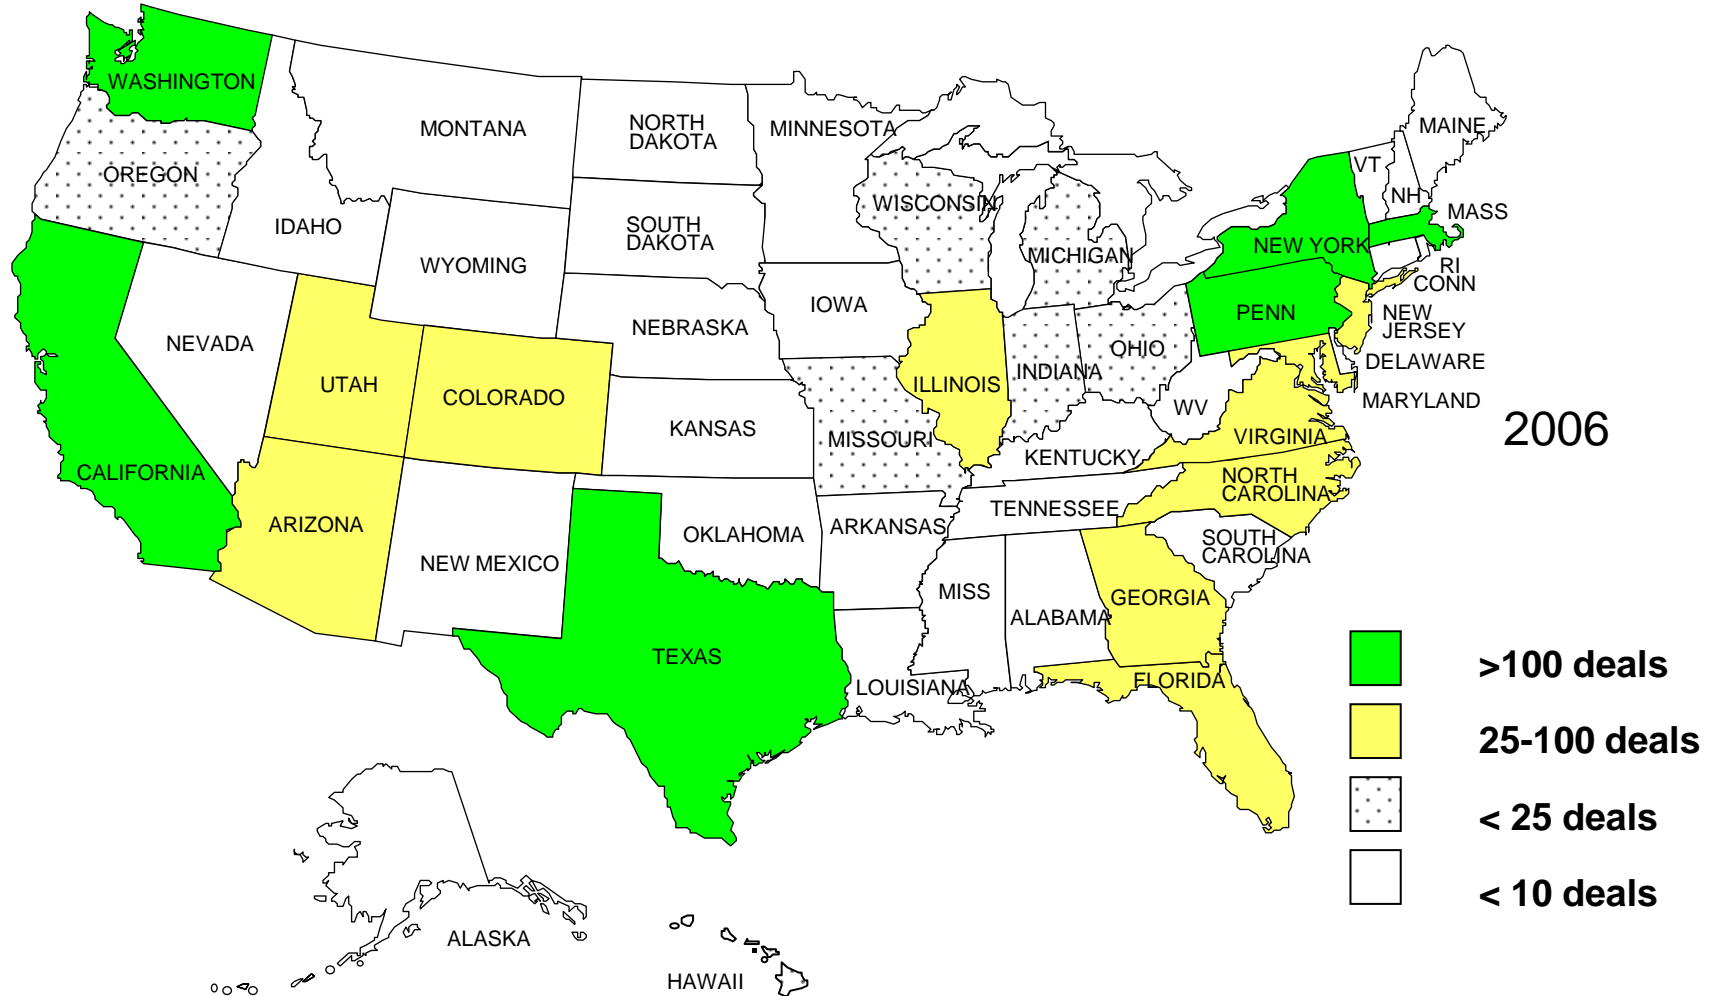 WASHINGTON
MONTANA
NORTH
DAKOTA
MINNESOTA
MAINE
OREGON
VT
NH
WISCONSIN
MASS
IDAHO
SOUTH
DAKOTA
WYOMING
MICHIGAN
NEW YORK
RI
CONN
IOWA
PENN
NEW
JERSEY
NEBRASKA
NEVADA
OHIO
DELAWARE
INDIANA
UTAH
ILLINOIS
COLORADO
WV
MARYLAND
KANSAS
MISSOURI
VIRGINIA
2006
CALIFORNIA
KENTUCKY
NORTH
CAROLINA
TENNESSEE
ARIZONA
ARKANSAS
OKLAHOMA
SOUTH
CAROLINA
NEW MEXICO
MISS
GEORGIA
ALABAMA
TEXAS
LOUISIANA
FLORIDA
>100 deals
25-100 deals
< 25 deals
< 10 deals
ALASKA
HAWAII